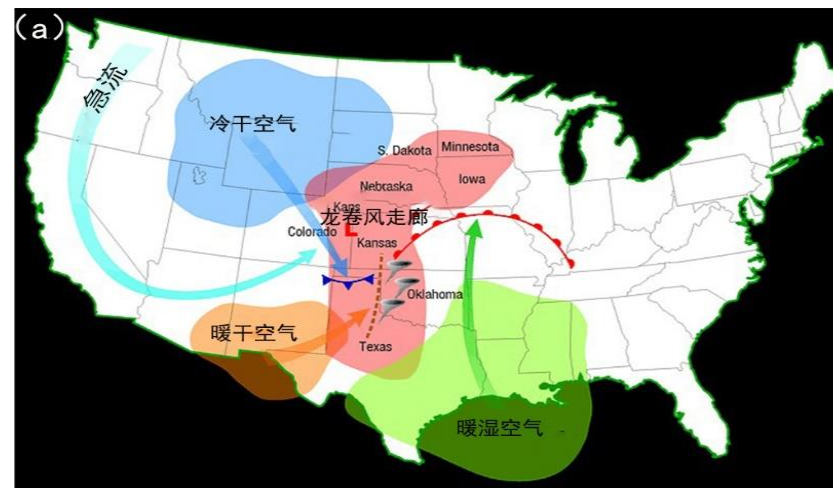 (a)
急流
冷干空气
S. Dakota
Minnesota
Nebraska
Iowa
Kans
龙卷风走廊
Colorado
L
Kansas
Oklahoma
暖干空气
Texas
暖湿空气